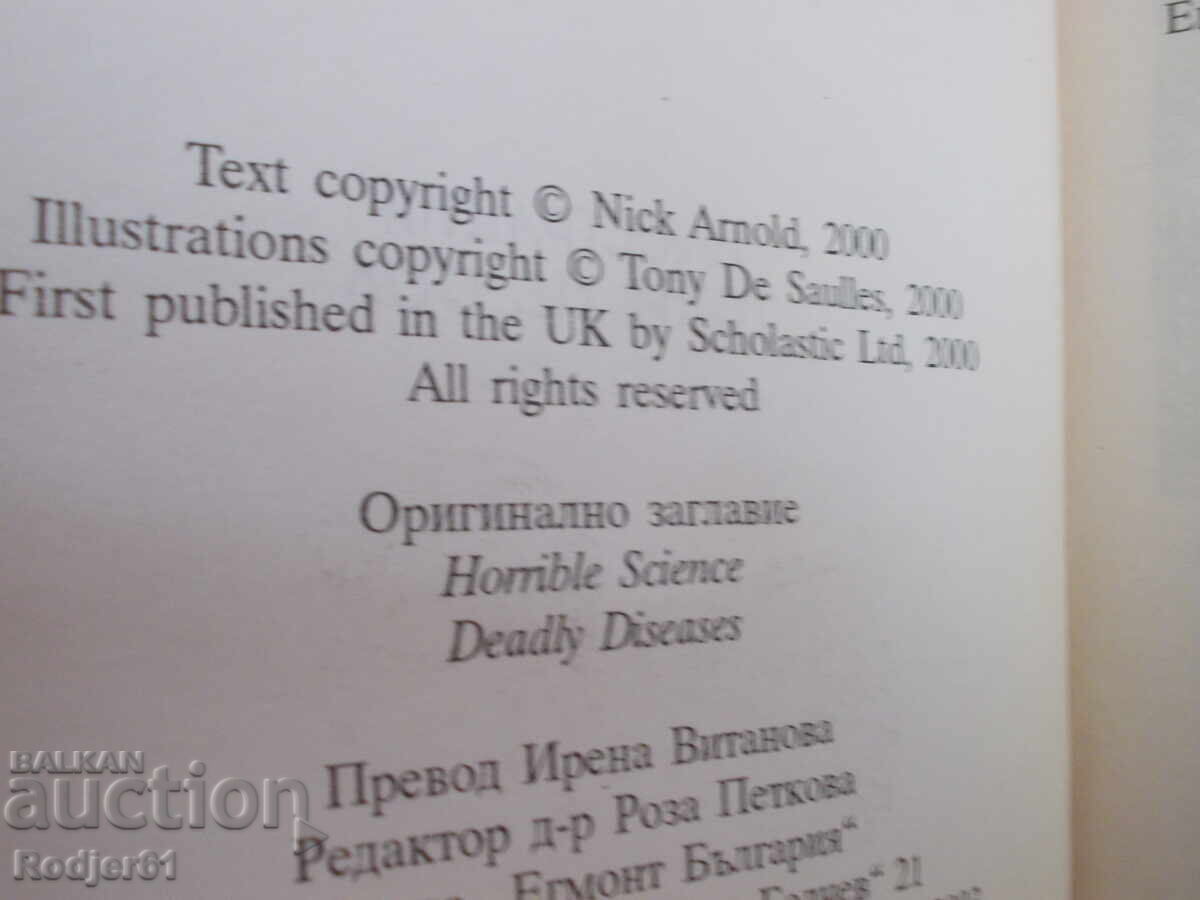 Text copyright © Nick Arnold, 2000
Illustrations copyright © Tony De Saulles, 2000
First published in the UK by Scholastic Ltd, 2000
All rights reserved
Оригинално заглавие
Horrible Science
Deadly Diseases
Превод Ирена Витанова
Редактор д-р Роза Петкова
Егмонт България“
21
BALKAN
auction
Rodjer61